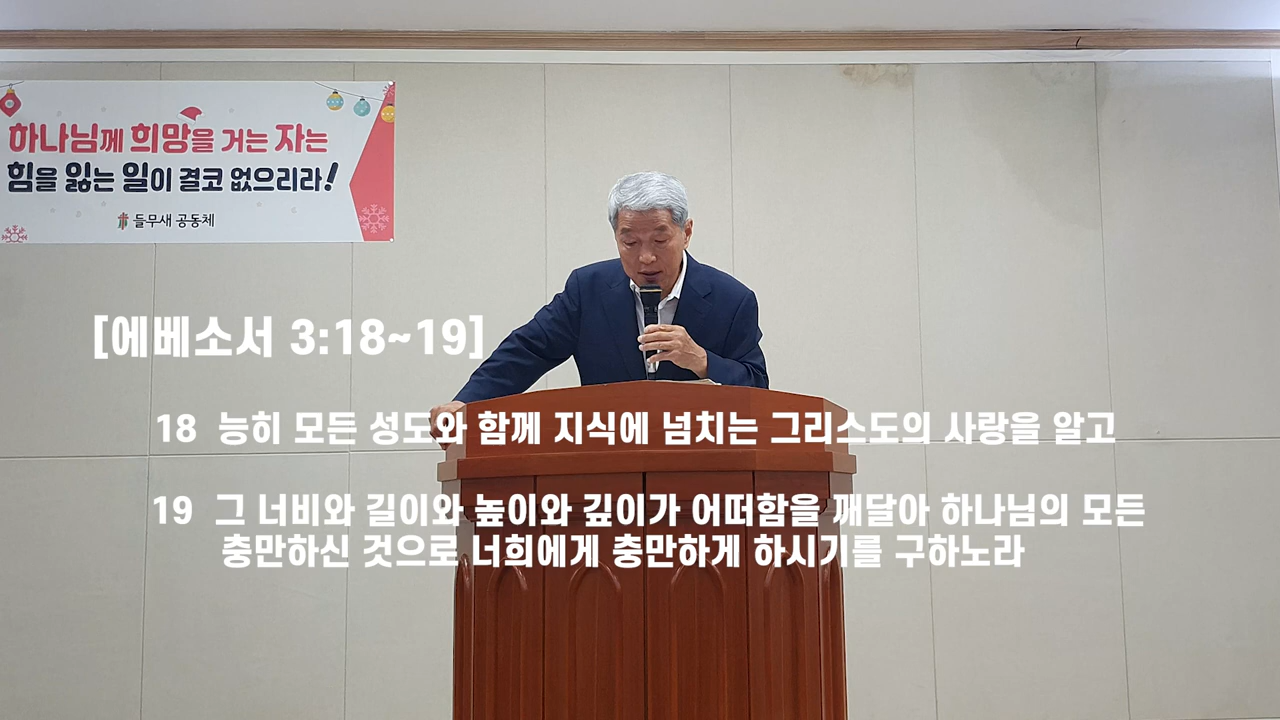 하나님께 희망을 거는 자는
힘을 잃는 일이 결코 없으리라!
들무새 공동체
[에베소서 3:18~19]
18 능히 모든 성도와 함께 지식에 넘치는 그리스도의 사랑을 알고
19 그 너비와 길이와 높이와 깊이가 어떠함을 깨달아 하나님의 모든
충만하신 것으로 너희에게 충만하게 하시기를 구하노라